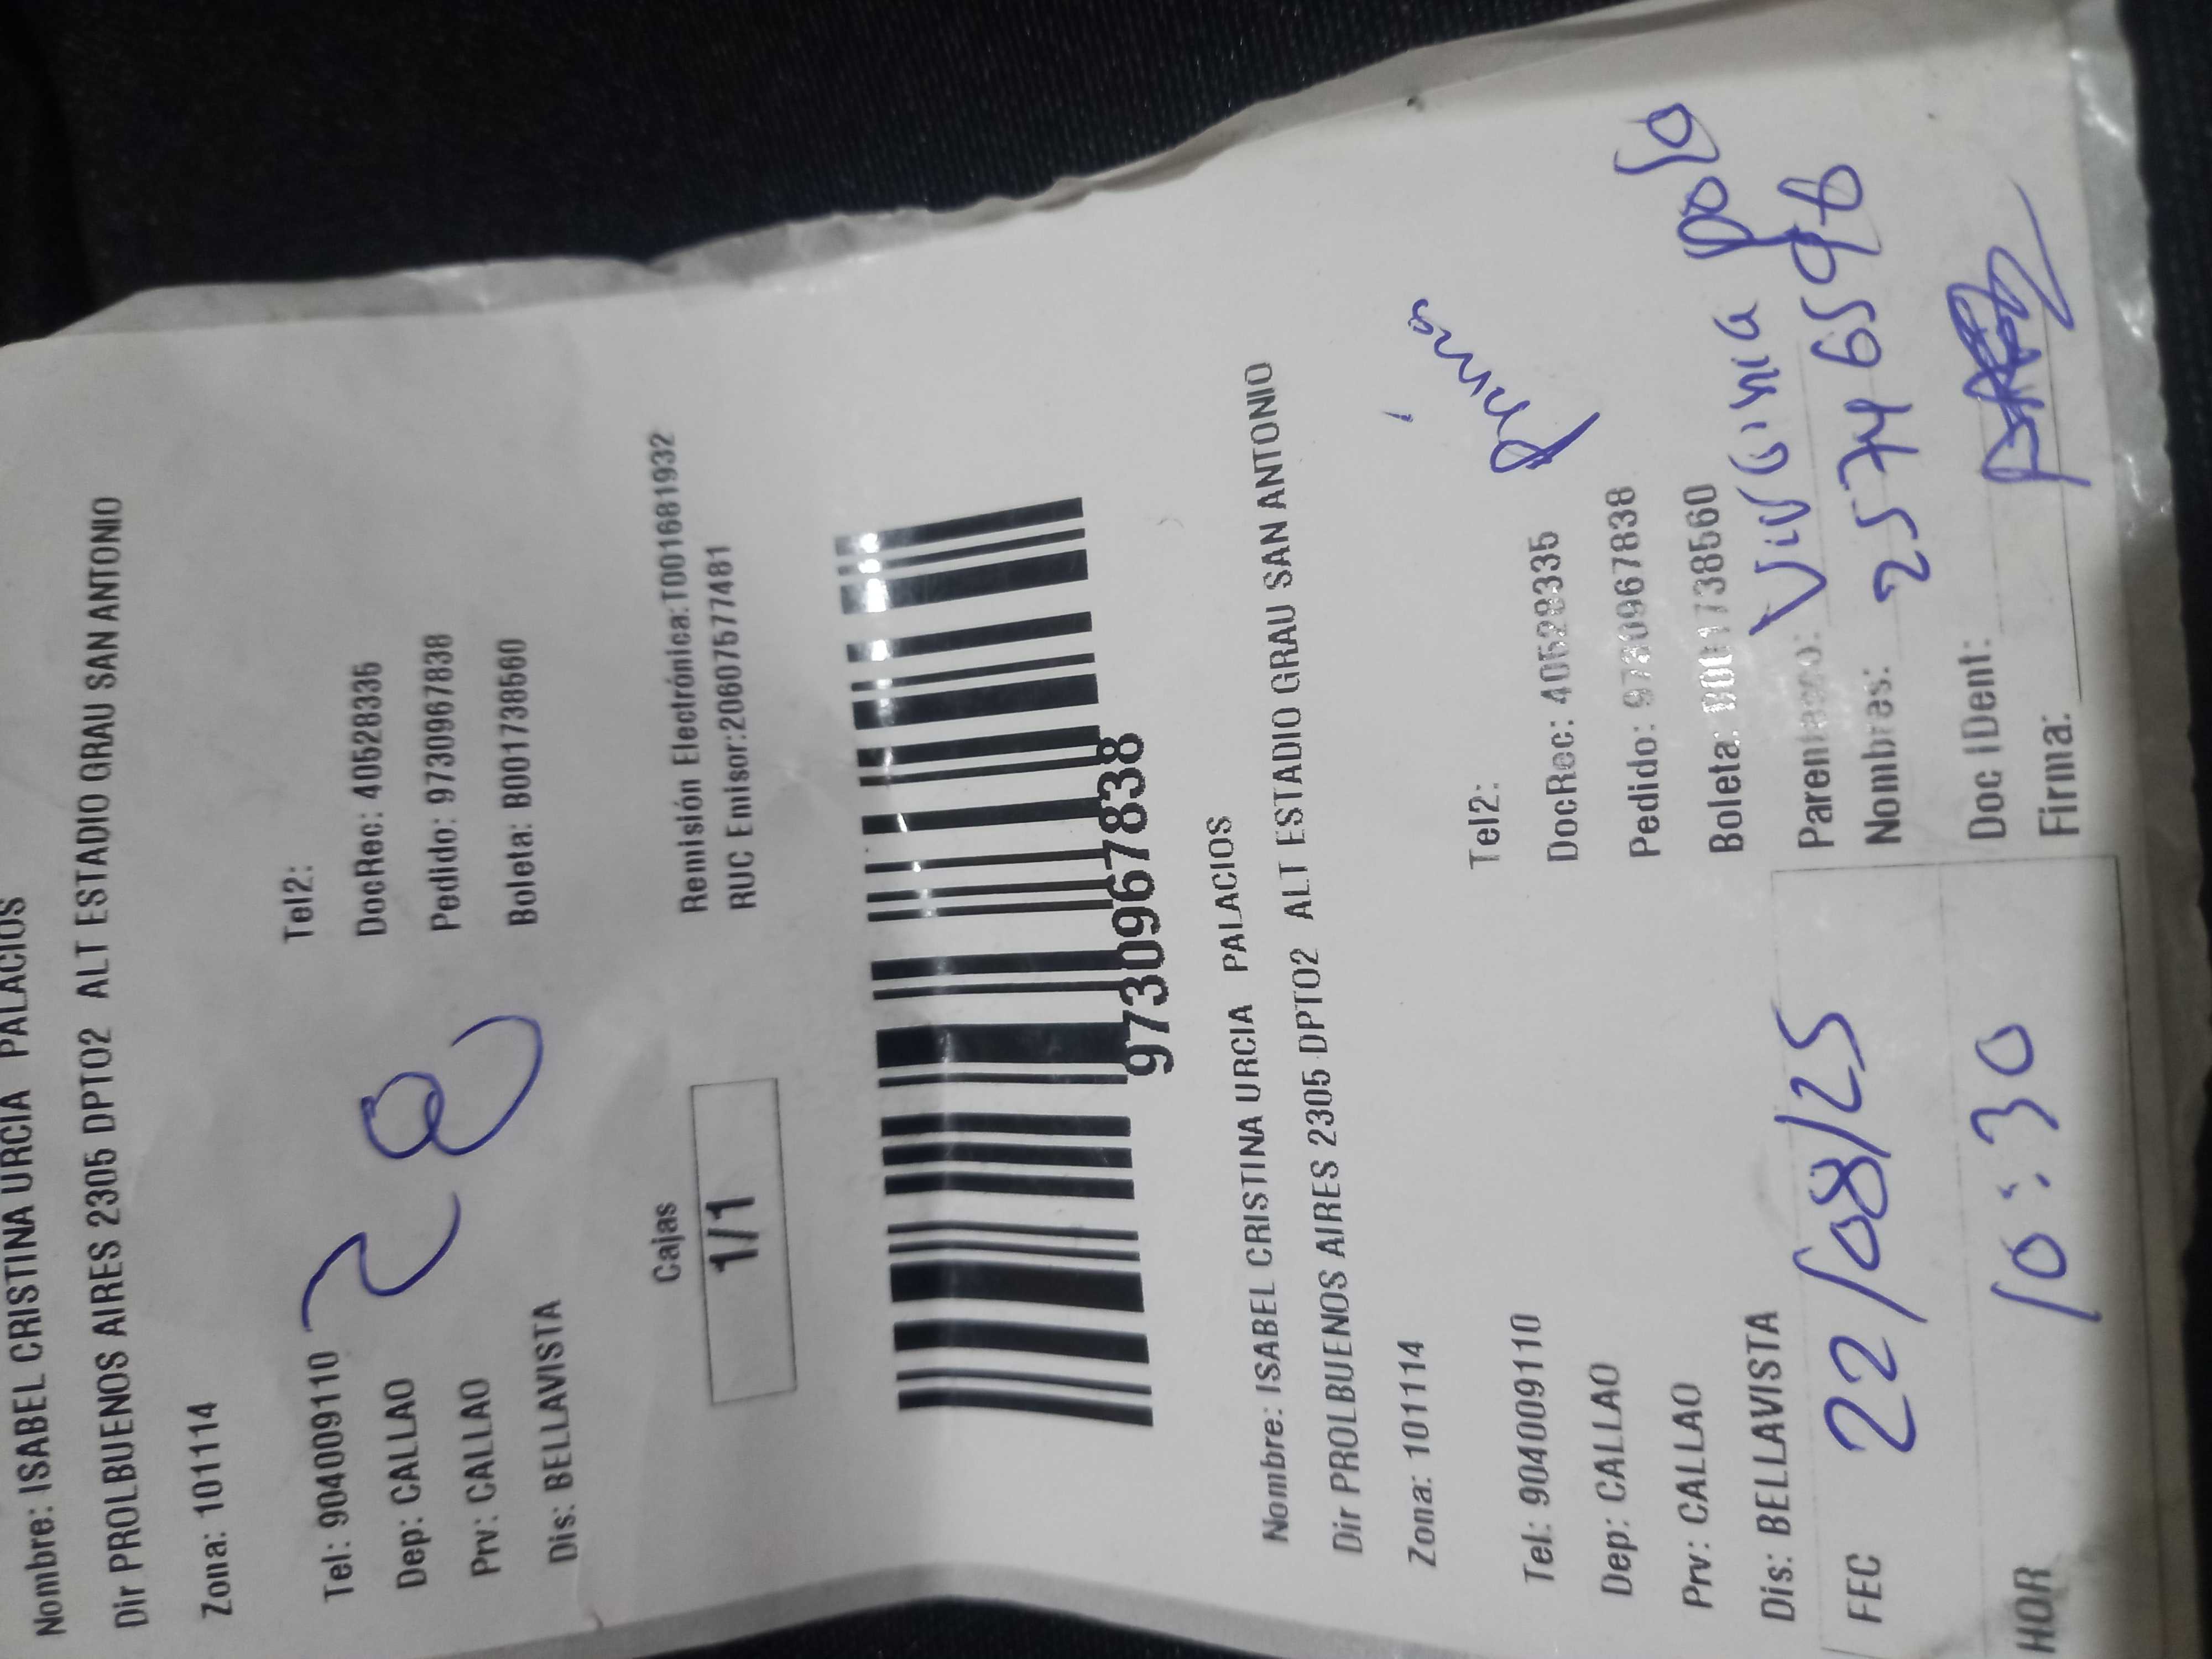 Nombre: ISABEL CRISTINA URCIA PALACIOS
Dir PROLBUENOS AIRES 2305 DPTO2 ALT ESTADIO GRAU SAN ANTONIO
Zona: 101114
Tel: 904009110
Tel2:
Dep: CALLAO
DocRec: 40528335
Prv: CALLAO
Pedido: 9730967838
Dis: BELLAVISTA
Boleta: B001738560
Cajas
1/1
Remisión Electrónica:T001681932
RUC Emisor:20607577481
9730967838
Nombre: ISABEL CRISTINA URCIA PALACIOS
Dir PROLBUENOS AIRES 2305 DPTO2 ALT ESTADIO GRAU SAN ANTONIO
Zona: 101114
Tel: 904009110
Tel2:
Dep: CALLAO
DocRec: 40528335
prima
Prv: CALLAO
Pedido: 9730967838
Dis: BELLAVISTA
Boleta: B001738560
FEC 22/08/25
Parentesco: Virginia
Nombres: 25746598
HOR 10:30
Doc IDent:
Firma: